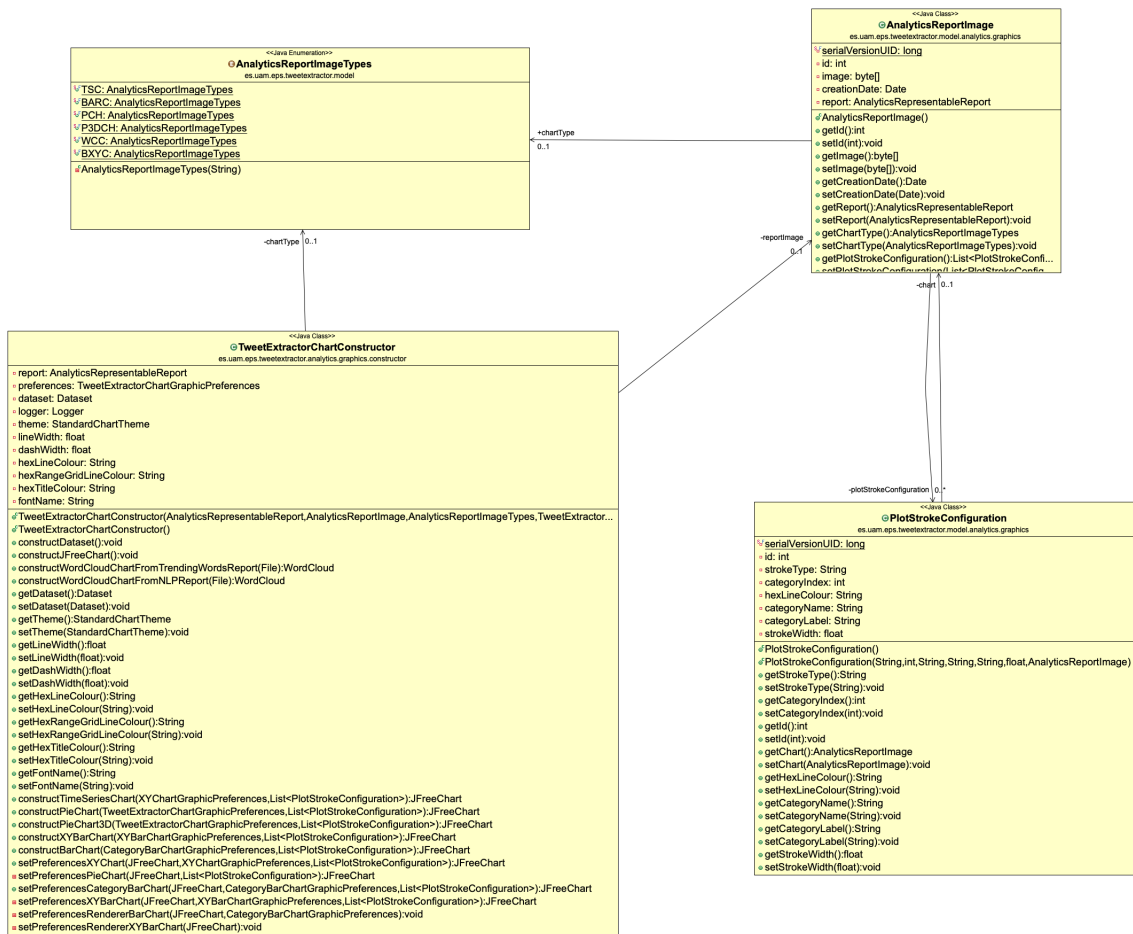 <<Java Class>>
AnalyticsReportImage
es.uam.eps.tweetextractor.model.analytics.graphics
serialVersionUID: long
id: int
image: byte[]
creationDate: Date
report: AnalyticsRepresentableReport
AnalyticsReportImage()
getId():int
setId(int):void
getImage():byte[]
setImage(byte[]):void
getCreationDate():Date
setCreationDate(Date):void
getReport():AnalyticsRepresentableReport
setReport(AnalyticsRepresentableReport):void
getChartType():AnalyticsReportImageTypes
setChartType(AnalyticsReportImageTypes):void
getPlotStrokeConfiguration():List<PlotStrokeConfi...
setPlotStrokeConfiguration(List<PlotStrokeConfig
<<Java Enumeration>>
AnalyticsReportImageTypes
es.uam.eps.tweetextractor.model
TSC: AnalyticsReportImageTypes
BARC: AnalyticsReportImageTypes
PCH: AnalyticsReportImageTypes
P3DCH: AnalyticsReportImageTypes
WCC: AnalyticsReportImageTypes
BXYC: AnalyticsReportImageTypes
AnalyticsReportImageTypes(String)
+chartType
0..1
-chartType 0..1
-reportImage
0..1
-chart 0..1
-plotStrokeConfiguration 0..*
<<Java Class>>
TweetExtractorChartConstructor
es.uam.eps.tweetextractor.analytics.graphics.constructor
report: AnalyticsRepresentableReport
preferences: TweetExtractorChartGraphicPreferences
dataset: Dataset
logger: Logger
theme: StandardChartTheme
lineWidth: float
dashWidth: float
hexLineColour: String
hexRangeGridLineColour: String
hexTitleColour: String
fontName: String
TweetExtractorChartConstructor(AnalyticsRepresentableReport,AnalyticsReportImage,AnalyticsReportImageTypes,TweetExtractor...
TweetExtractorChartConstructor()
constructDataset():void
constructJFreeChart():void
constructWordCloudChartFromTrendingWordsReport(File):WordCloud
constructWordCloudChartFromNLPReport(File):WordCloud
getDataset():Dataset
setDataset(Dataset):void
getTheme():StandardChartTheme
setTheme(StandardChartTheme):void
getLineWidth():float
setLineWidth(float):void
getDashWidth():float
setDashWidth(float):void
getHexLineColour():String
setHexLineColour(String):void
getHexRangeGridLineColour():String
setHexRangeGridLineColour(String):void
getHexTitleColour():String
setHexTitleColour(String):void
getFontName():String
setFontName(String):void
constructTimeSeriesChart(XYChartGraphicPreferences,List<PlotStrokeConfiguration>):JFreeChart
constructPieChart(TweetExtractorChartGraphicPreferences,List<PlotStrokeConfiguration>):JFreeChart
constructPieChart3D(TweetExtractorChartGraphicPreferences,List<PlotStrokeConfiguration>):JFreeChart
constructXYBarChart(XYBarChartGraphicPreferences,List<PlotStrokeConfiguration>):JFreeChart
constructBarChart(CategoryBarChartGraphicPreferences,List<PlotStrokeConfiguration>):JFreeChart
setPreferencesXYChart(JFreeChart,XYChartGraphicPreferences,List<PlotStrokeConfiguration>):JFreeChart
setPreferencesPieChart(JFreeChart,List<PlotStrokeConfiguration>):JFreeChart
setPreferencesCategoryBarChart(JFreeChart,CategoryBarChartGraphicPreferences,List<PlotStrokeConfiguration>):JFreeChart
setPreferencesXYBarChart(JFreeChart,XYBarChartGraphicPreferences,List<PlotStrokeConfiguration>):JFreeChart
setPreferencesRendererBarChart(JFreeChart,CategoryBarChartGraphicPreferences):void
setPreferencesRendererXYBarChart(JFreeChart):void
<<Java Class>>
PlotStrokeConfiguration
es.uam.eps.tweetextractor.model.analytics.graphics
serialVersionUID: long
id: int
strokeType: String
categoryIndex: int
hexLineColour: String
categoryName: String
categoryLabel: String
strokeWidth: float
PlotStrokeConfiguration()
PlotStrokeConfiguration(String,int,String,String,String,float,AnalyticsReportImage)
getStrokeType():String
setStrokeType(String):void
getCategoryIndex():int
setCategoryIndex(int):void
getId():int
setId(int):void
getChart():AnalyticsReportImage
setChart(AnalyticsReportImage):void
getHexLineColour():String
setHexLineColour(String):void
getCategoryName():String
setCategoryName(String):void
getCategoryLabel():String
setCategoryLabel(String):void
getStrokeWidth():float
setStrokeWidth(float):void